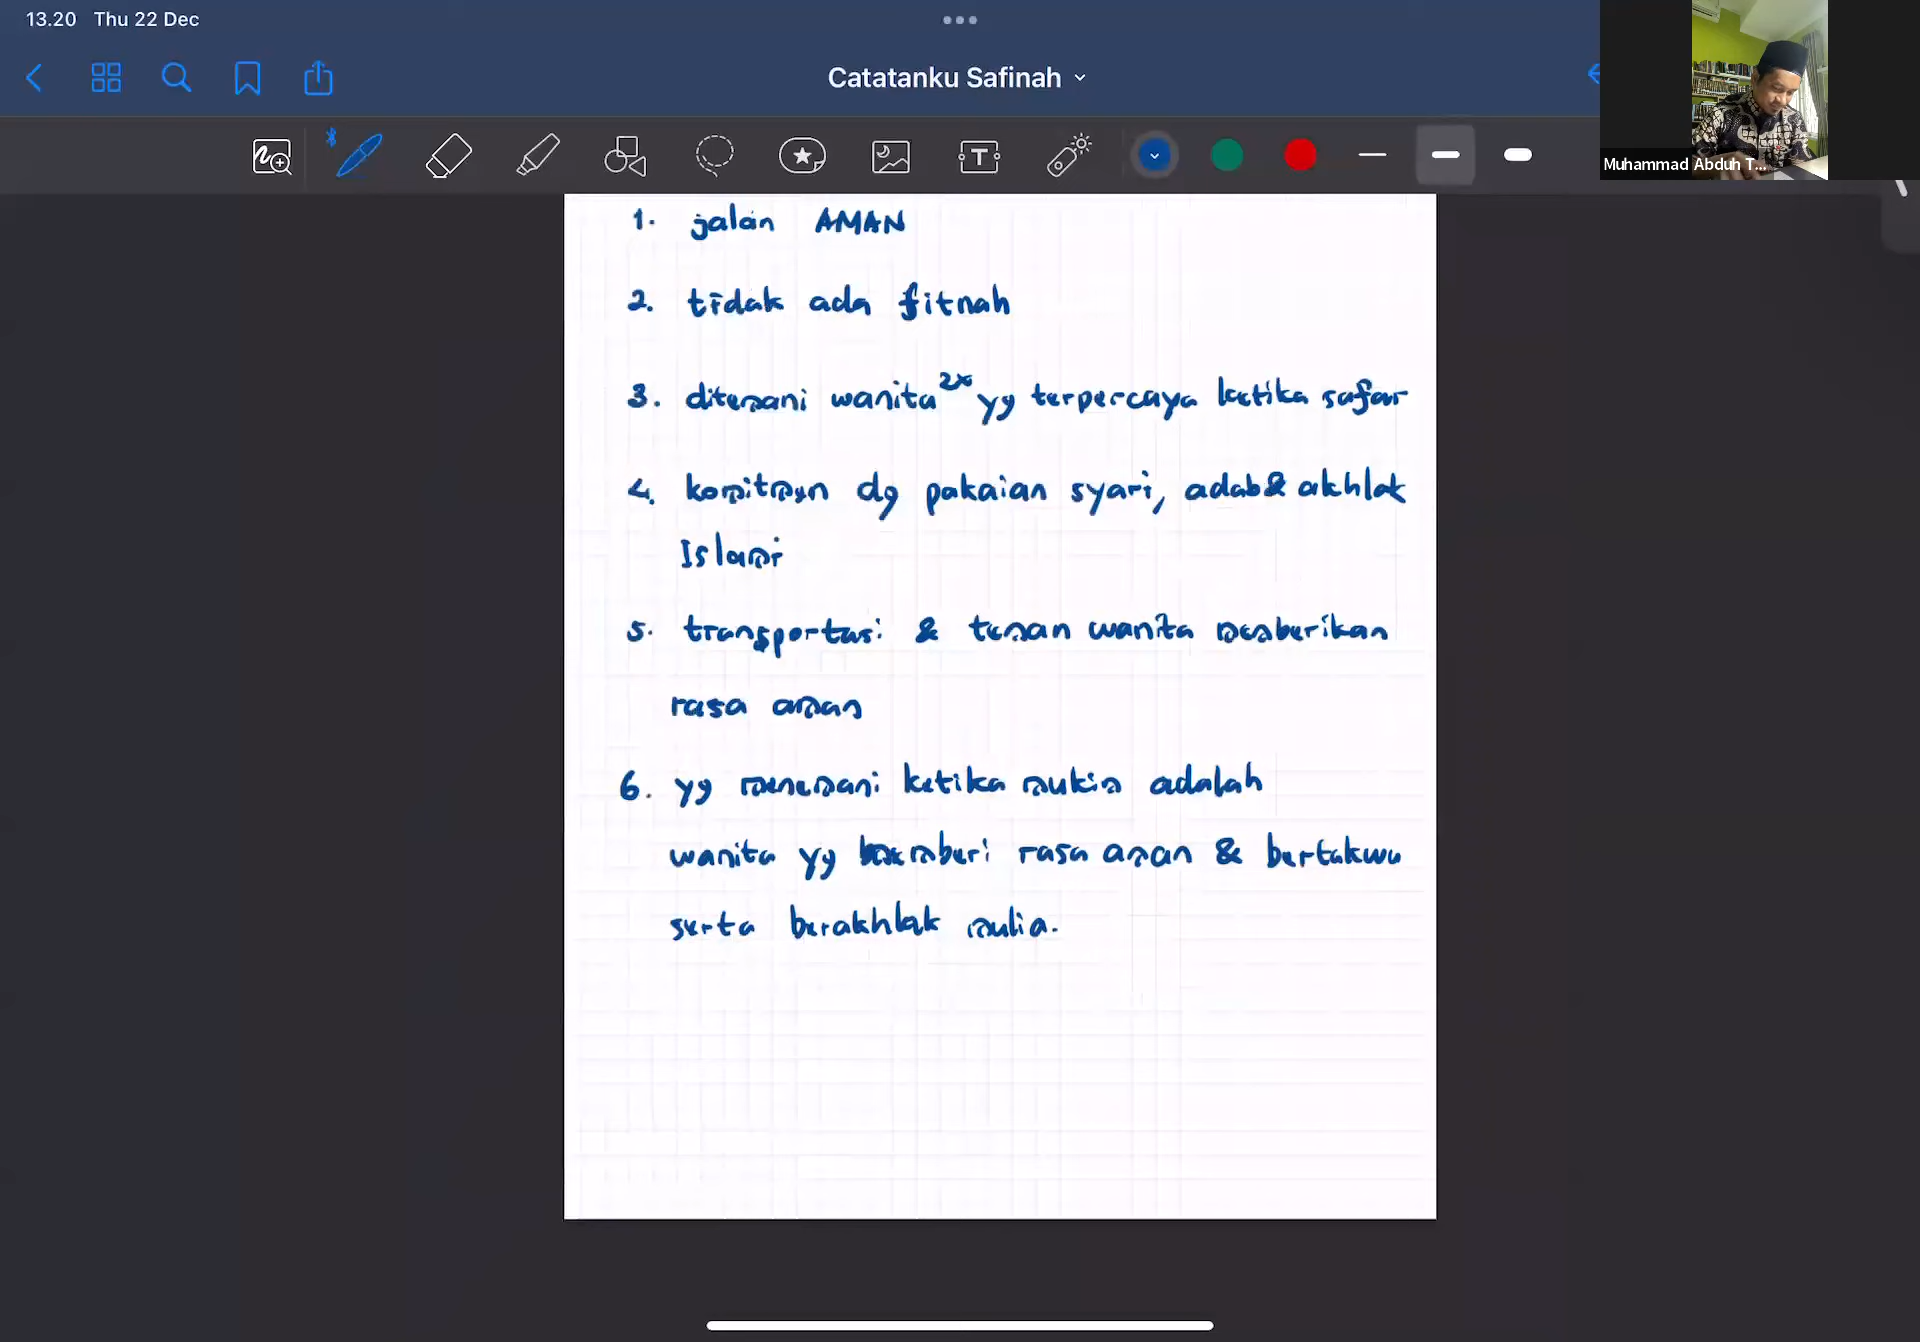 13.20 Thu 22 Dec
Catatanku Safinah
Muhammad Abduh T...
1. jalan AMAN
2. tidak ada fitnah
3. ditemani wanita2x yg terpercaya ketika safar
4. komitmen dg pakaian syari, adab & akhlak
Islami
5. transportasi & teman wanita memberikan
rasa aman
6. yg menemani ketika mukim adalah
wanita yg memberi rasa aman & bertakwa
serta berakhlak mulia.